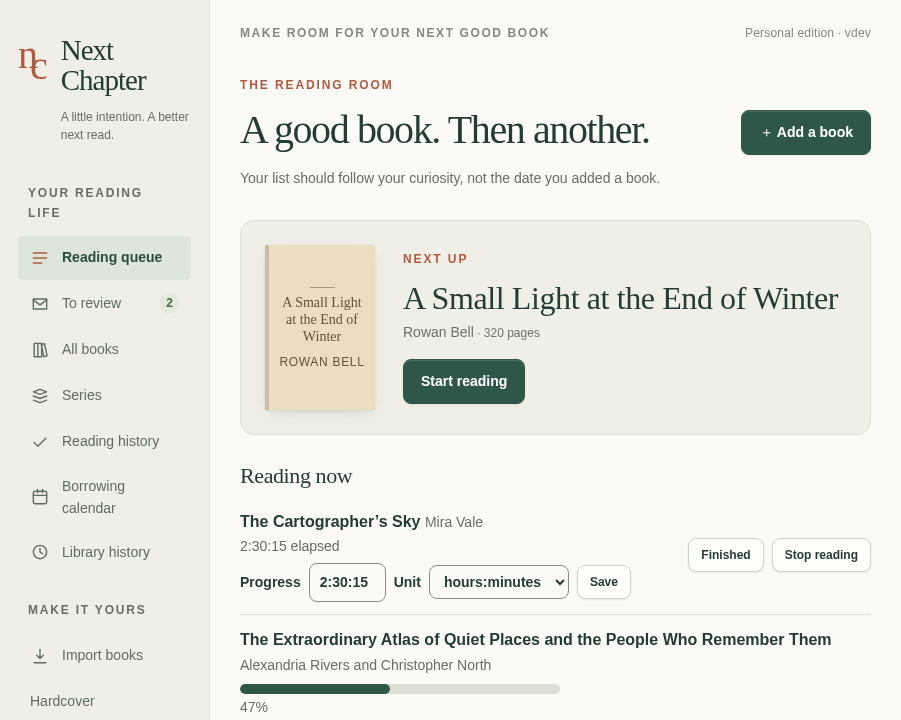 nc
Next
Chapter
A little intention. A better
next read.
YOUR READING
LIFE
Reading queue
To review 2
All books
Series
Reading history
Borrowing
calendar
Library history
MAKE IT YOURS
Import books
Hardcover
MAKE ROOM FOR YOUR NEXT GOOD BOOK
Personal edition · vdev
THE READING ROOM
A good book. Then another.
+ Add a book
Your list should follow your curiosity, not the date you added a book.
A Small Light
at the End of
Winter
ROWAN BELL
NEXT UP
A Small Light at the End of Winter
Rowan Bell · 320 pages
Start reading
Reading now
The Cartographer’s Sky Mira Vale
2:30:15 elapsed
Progress 2:30:15 Unit hours:minutes Save
Finished Stop reading
The Extraordinary Atlas of Quiet Places and the People Who Remember Them
Alexandria Rivers and Christopher North
47%